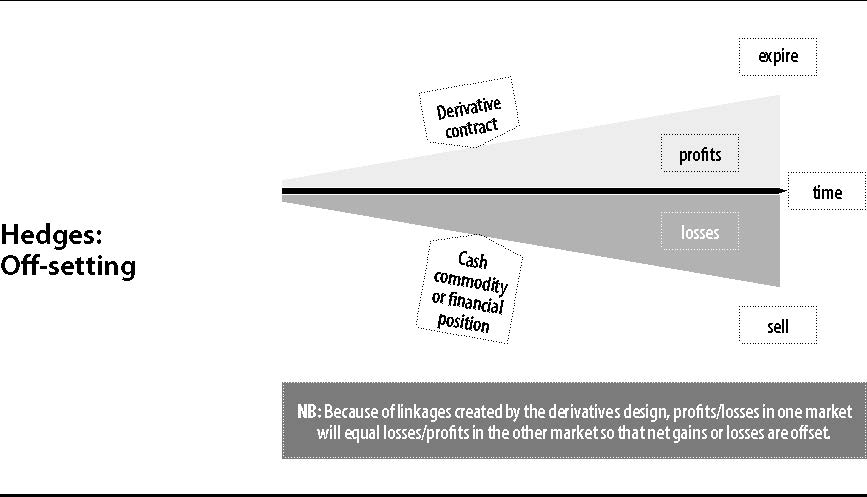 Hedges:
Off-setting
expire
Derivative
contract
profits
time
losses
Cash
commodity
or financial
position
sell
NB: Because of linkages created by the derivatives design, profits/losses in one market
will equal losses/profits in the other market so that net gains or losses are offset.